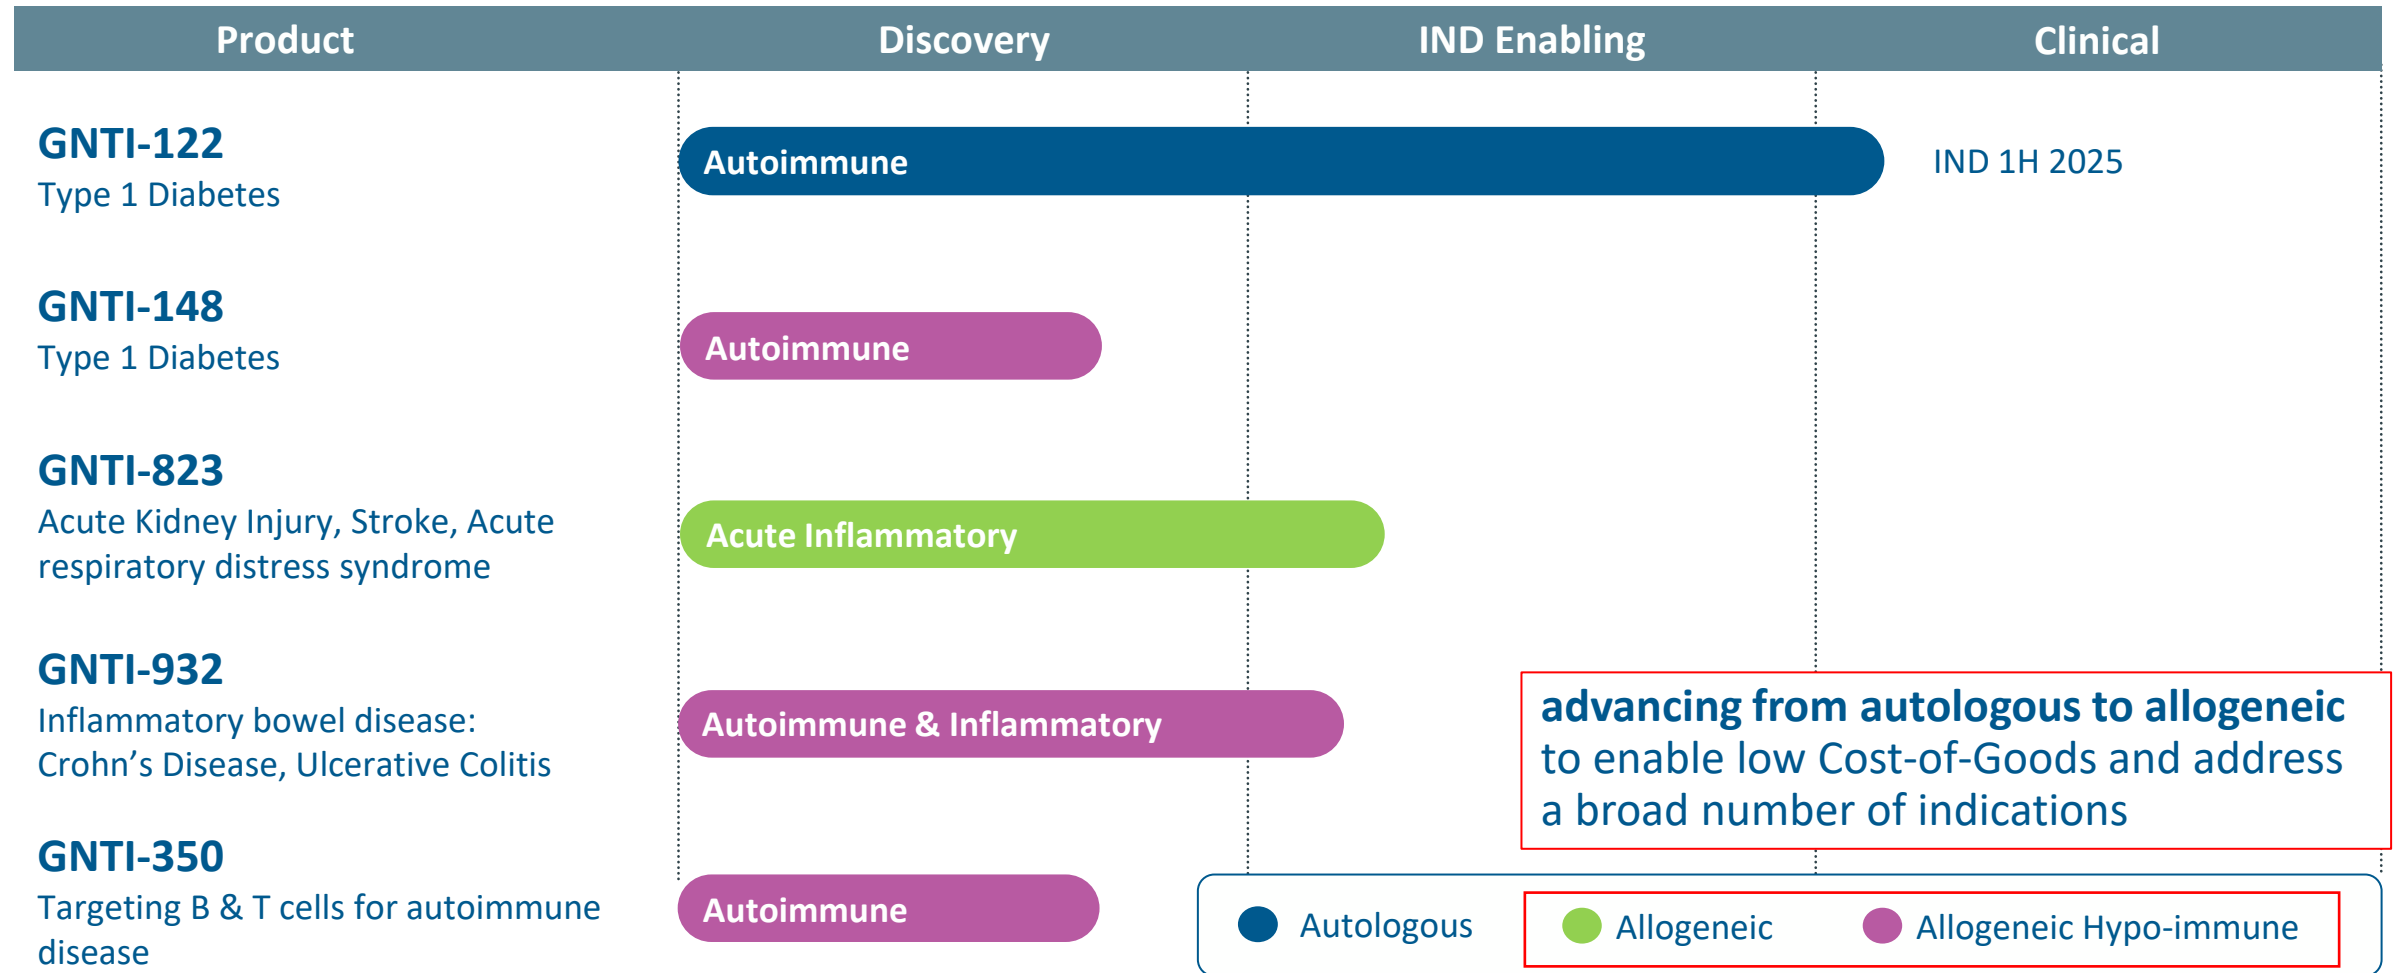 Product Discovery IND Enabling Clinical
GNTI-122
Type 1 Diabetes
Autoimmune
IND 1H 2025
GNTI-148
Type 1 Diabetes
Autoimmune
GNTI-823
Acute Kidney Injury, Stroke, Acute
respiratory distress syndrome
Acute Inflammatory
GNTI-932
Inflammatory bowel disease:
Crohn’s Disease, Ulcerative Colitis
Autoimmune & Inflammatory
advancing from autologous to allogeneic
to enable low Cost-of-Goods and address
a broad number of indications
GNTI-350
Targeting B & T cells for autoimmune
disease
Autoimmune
Autologous Allogeneic Allogeneic Hypo-immune